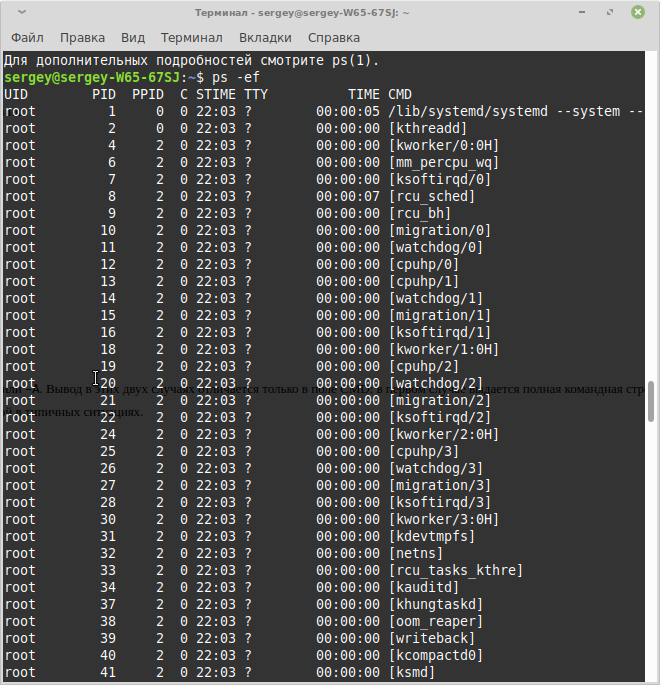 Терминал - sergey@sergey-W65-67SJ: ~
Файл Правка Вид Терминал Вкладки Справка
Для дополнительных подробностей смотрите ps(1).
sergey@sergey-W65-67SJ:~$ ps -ef
UID PID PPID C STIME TTY TIME CMD
root 1 0 0 22:03 ? 00:00:05 /lib/systemd/systemd --system --
root 2 0 0 22:03 ? 00:00:00 [kthreadd]
root 4 2 0 22:03 ? 00:00:00 [kworker/0:0H]
root 6 2 0 22:03 ? 00:00:00 [mm_percpu_wq]
root 7 2 0 22:03 ? 00:00:00 [ksoftirqd/0]
root 8 2 0 22:03 ? 00:00:07 [rcu_sched]
root 9 2 0 22:03 ? 00:00:00 [rcu_bh]
root 10 2 0 22:03 ? 00:00:00 [migration/0]
root 11 2 0 22:03 ? 00:00:00 [watchdog/0]
root 12 2 0 22:03 ? 00:00:00 [cpuhp/0]
root 13 2 0 22:03 ? 00:00:00 [cpuhp/1]
root 14 2 0 22:03 ? 00:00:00 [watchdog/1]
root 15 2 0 22:03 ? 00:00:00 [migration/1]
root 16 2 0 22:03 ? 00:00:00 [ksoftirqd/1]
root 18 2 0 22:03 ? 00:00:00 [kworker/1:0H]
root 19 2 0 22:03 ? 00:00:00 [cpuhp/2]
root 20 2 0 22:03 ? 00:00:00 [watchdog/2]
А. Вывод в этих двух случаях отличается только в поле в первом выдается полная командная стр
root 21 2 0 22:03 ? 00:00:00 [migration/2]
в типичных ситуациях.
root 22 2 0 22:03 ? 00:00:00 [ksoftirqd/2]
root 24 2 0 22:03 ? 00:00:00 [kworker/2:0H]
root 25 2 0 22:03 ? 00:00:00 [cpuhp/3]
root 26 2 0 22:03 ? 00:00:00 [watchdog/3]
root 27 2 0 22:03 ? 00:00:00 [migration/3]
root 28 2 0 22:03 ? 00:00:00 [ksoftirqd/3]
root 30 2 0 22:03 ? 00:00:00 [kworker/3:0H]
root 31 2 0 22:03 ? 00:00:00 [kdevtmpfs]
root 32 2 0 22:03 ? 00:00:00 [netns]
root 33 2 0 22:03 ? 00:00:00 [rcu_tasks_kthre]
root 34 2 0 22:03 ? 00:00:00 [kauditd]
root 37 2 0 22:03 ? 00:00:00 [khungtaskd]
root 38 2 0 22:03 ? 00:00:00 [oom_reaper]
root 39 2 0 22:03 ? 00:00:00 [writeback]
root 40 2 0 22:03 ? 00:00:00 [kcompactd0]
root 41 2 0 22:03 ? 00:00:00 [ksmd]